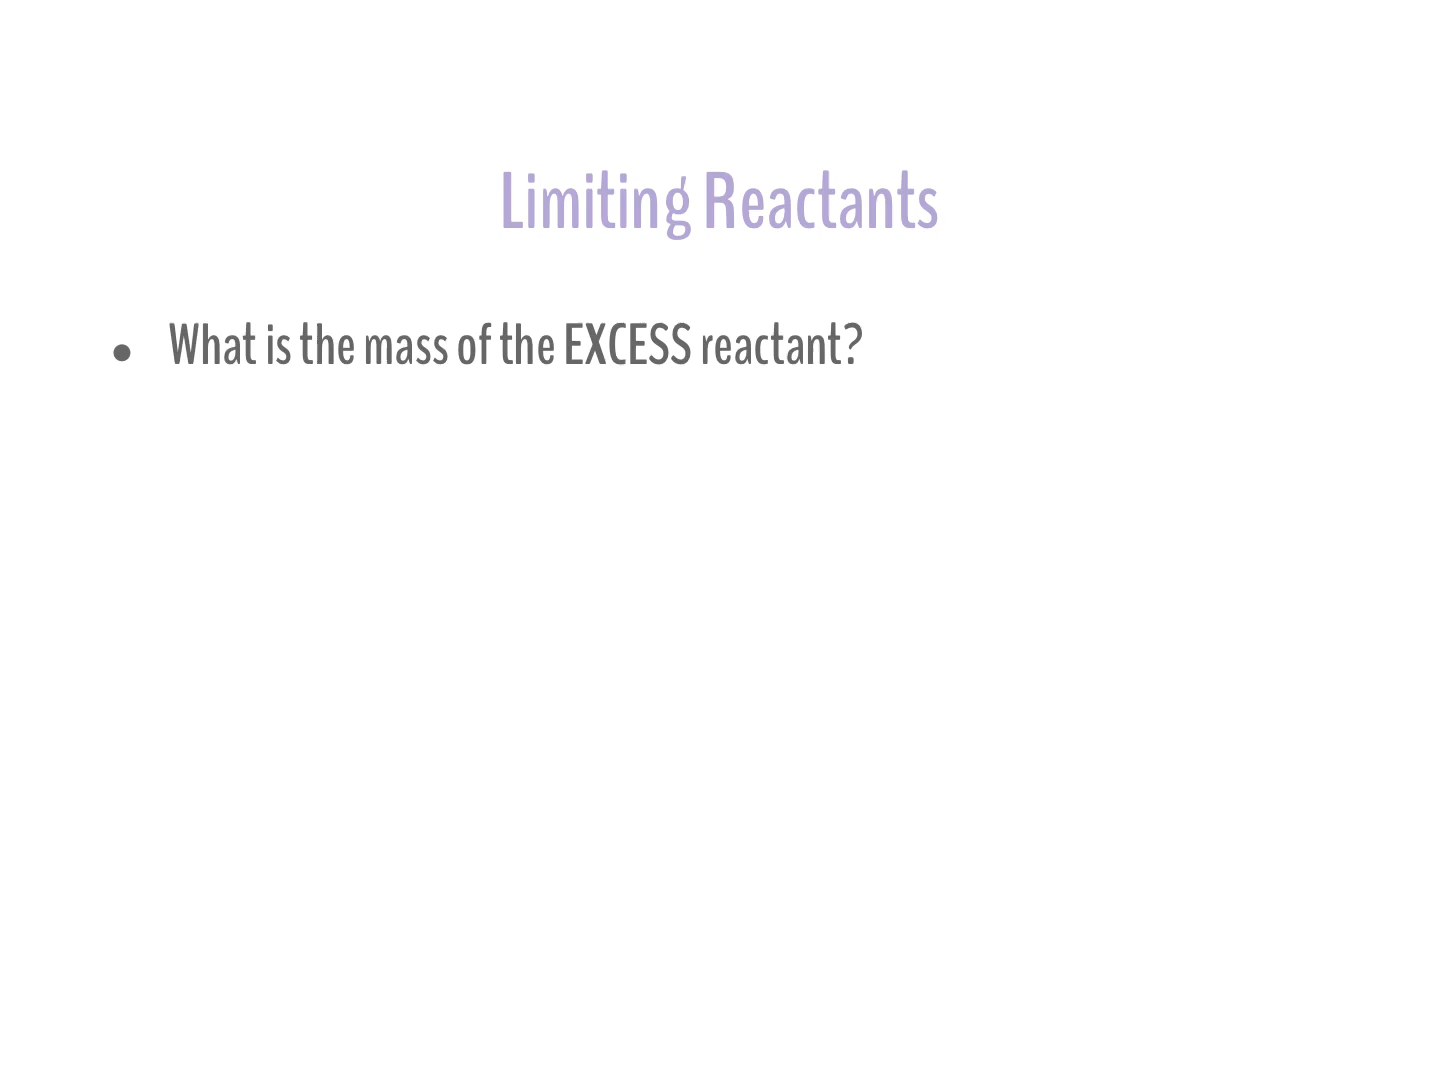 Limiting Reactants
● What is the mass of the EXCESS reactant?